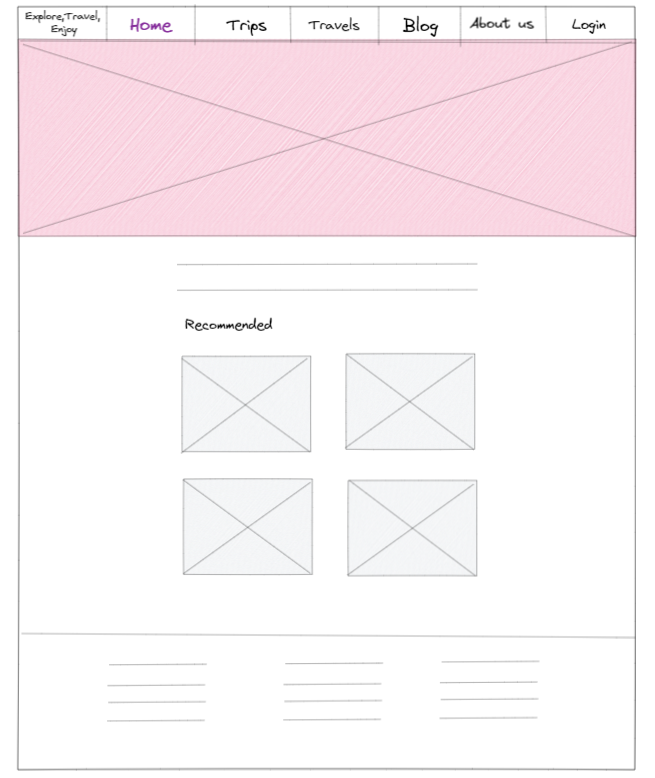 Explore,Travel,
Enjoy
Home
Trips
Travels
Blog
About us
Login
Recommended